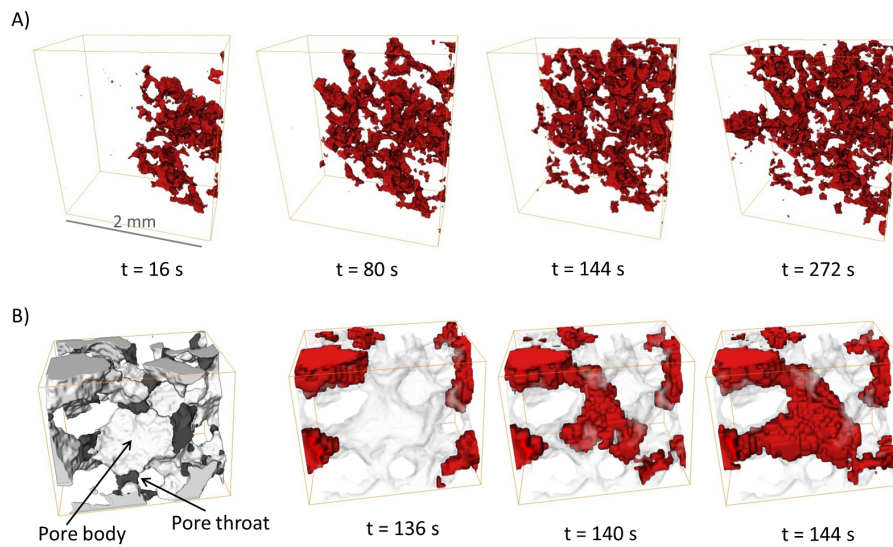 A)
2 mm
t = 16 s
t = 80 s
t = 144 s
t = 272 s
B)
Pore body
Pore throat
t = 136 s
t = 140 s
t = 144 s